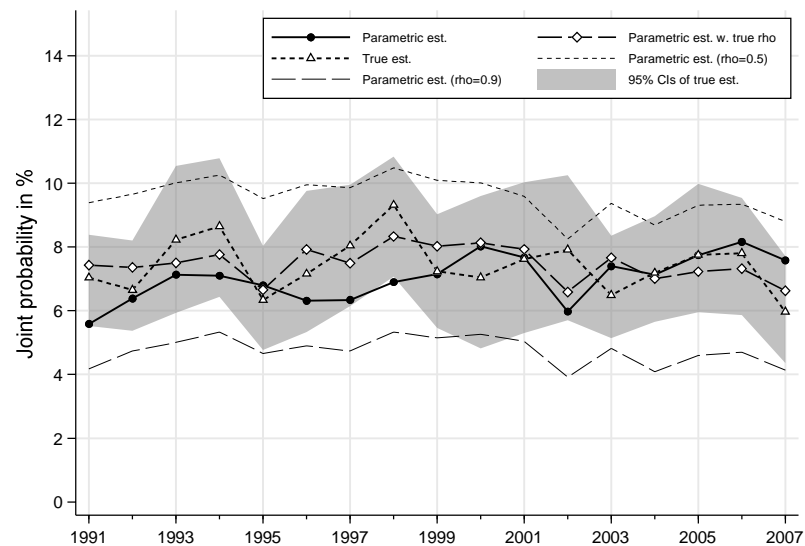 Parametric est.
Parametric est. w. true rho
True est.
Parametric est. (rho=0.5)
Parametric est. (rho=0.9)
95% CIs of true est.
Joint probability in %
14
12
10
8
6
4
2
0
1991 1993 1995 1997 1999 2001 2003 2005 2007